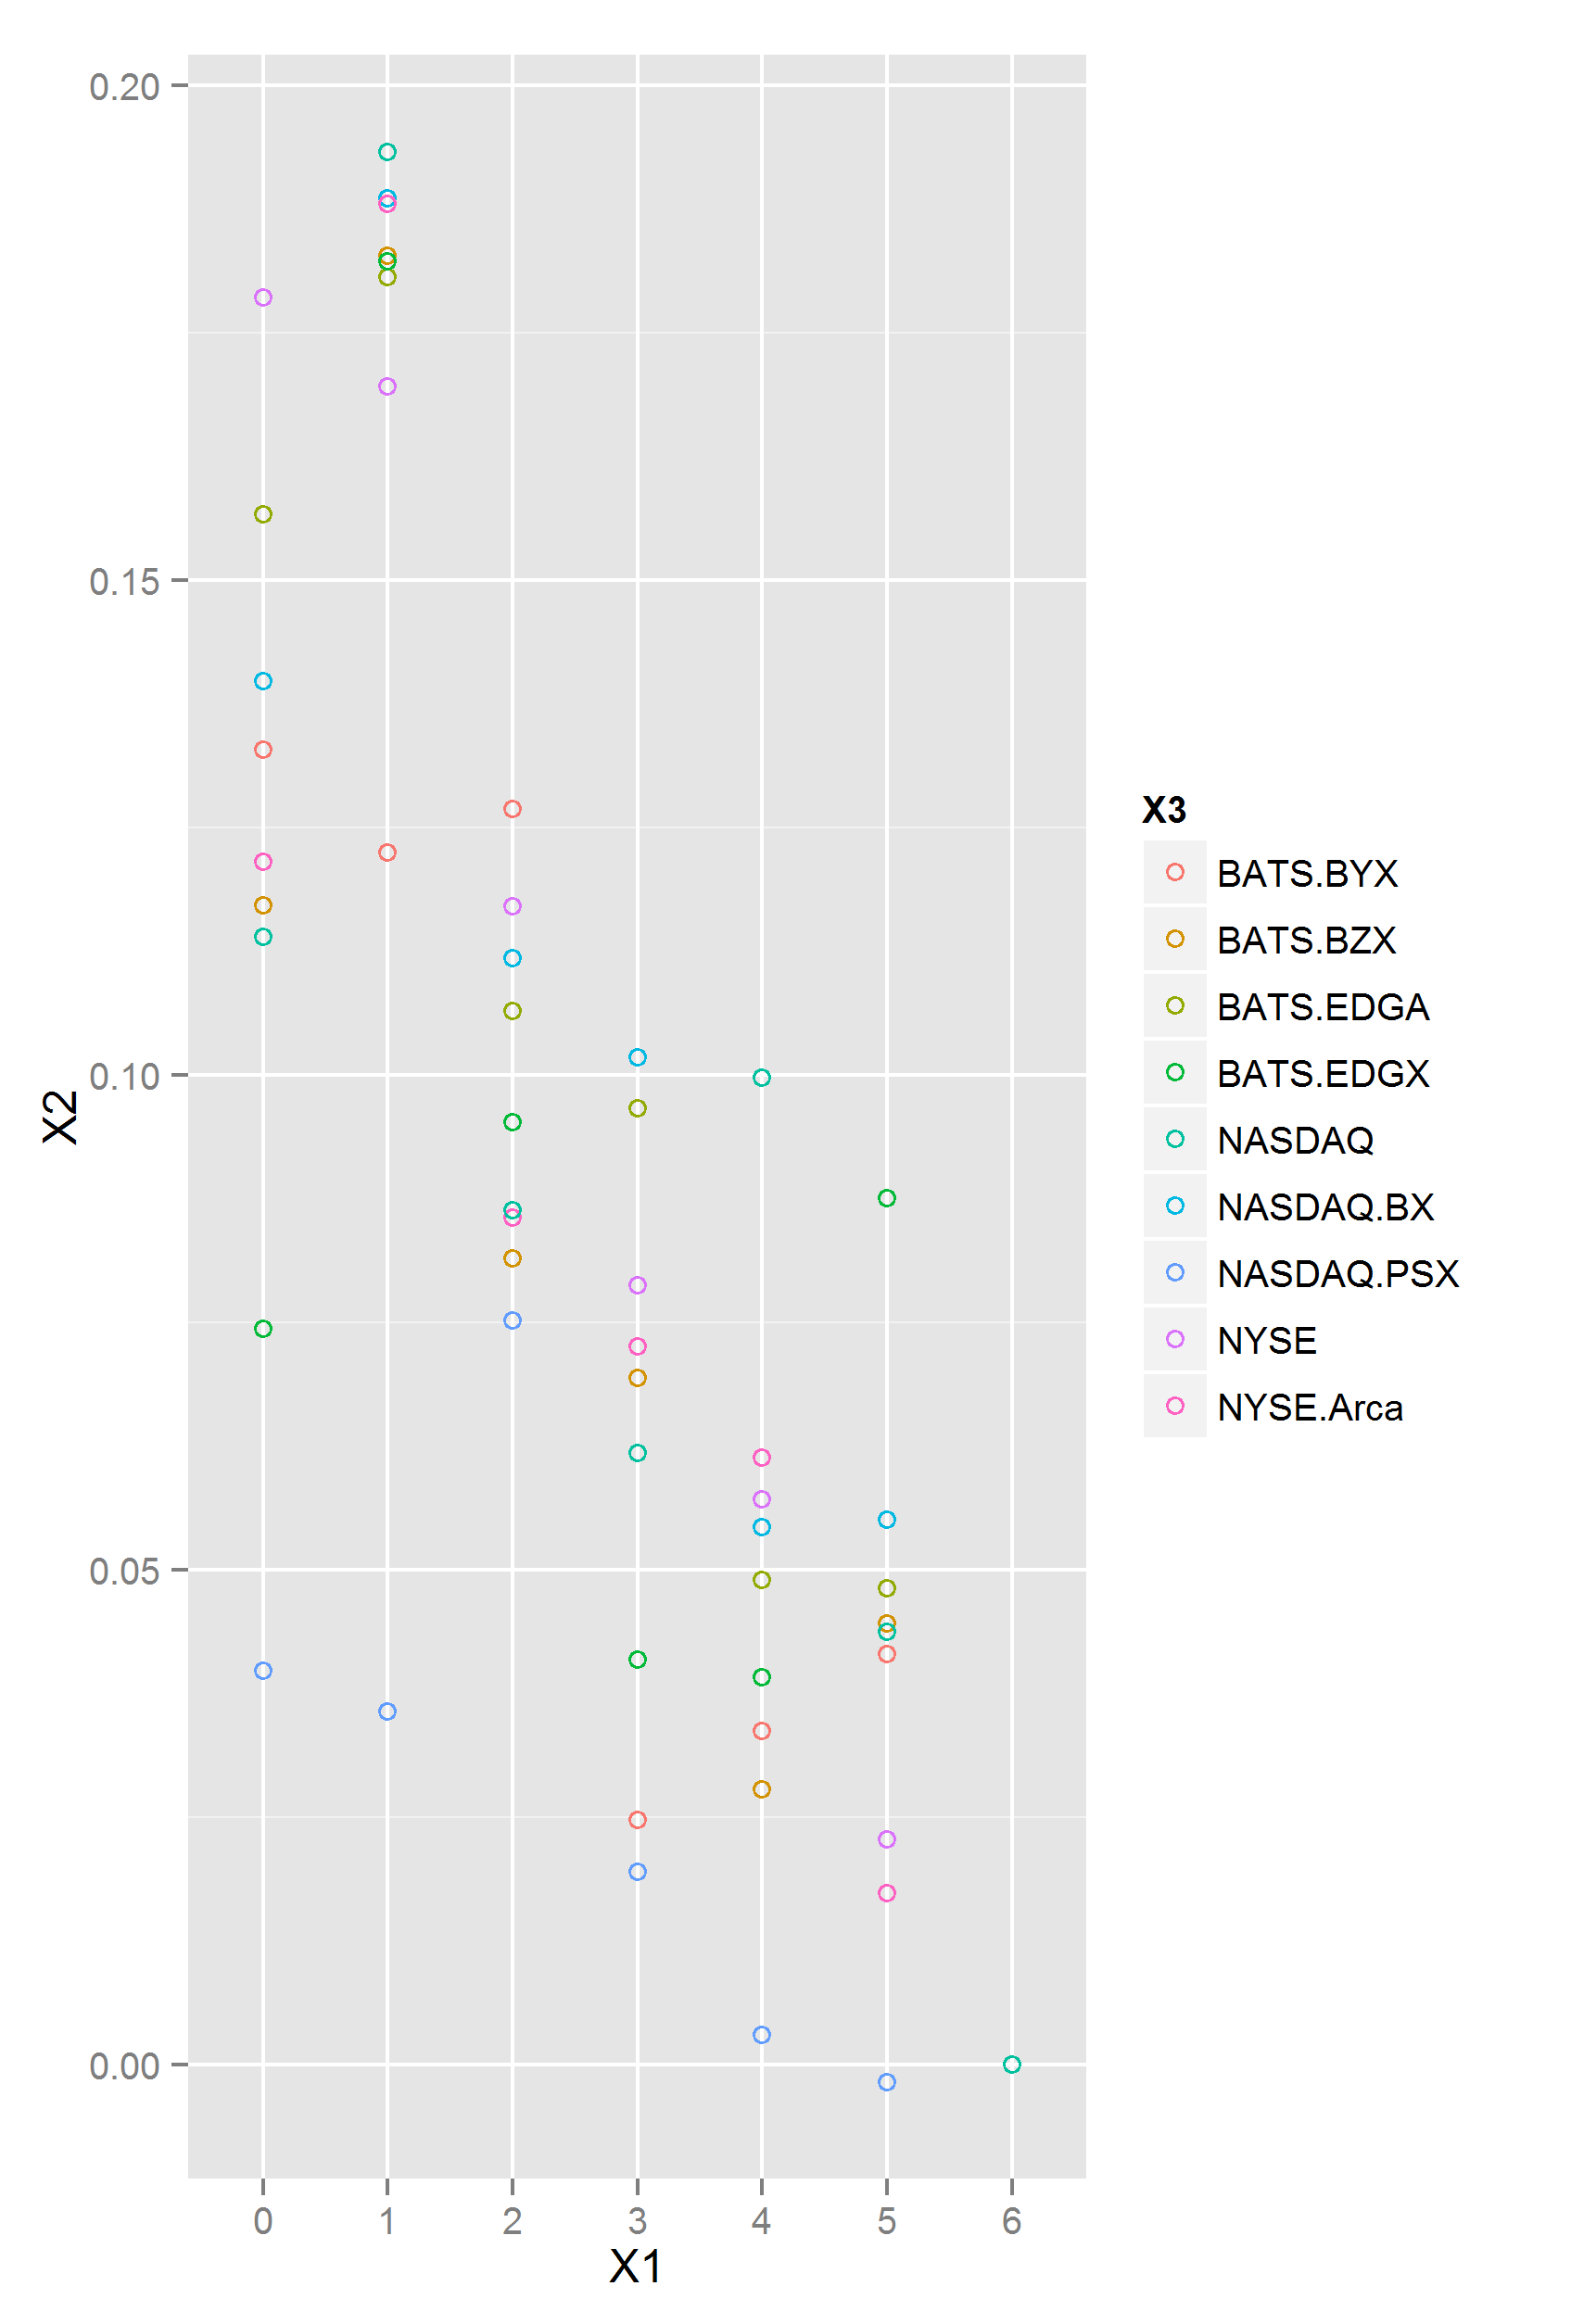 0.20
0.15
0.10
0.05
0.00
X2
0 1 2 3 4 5 6
X1
X3
BATS.BYX
BATS.BZX
BATS.EDGA
BATS.EDGX
NASDAQ
NASDAQ.BX
NASDAQ.PSX
NYSE
NYSE.Arca